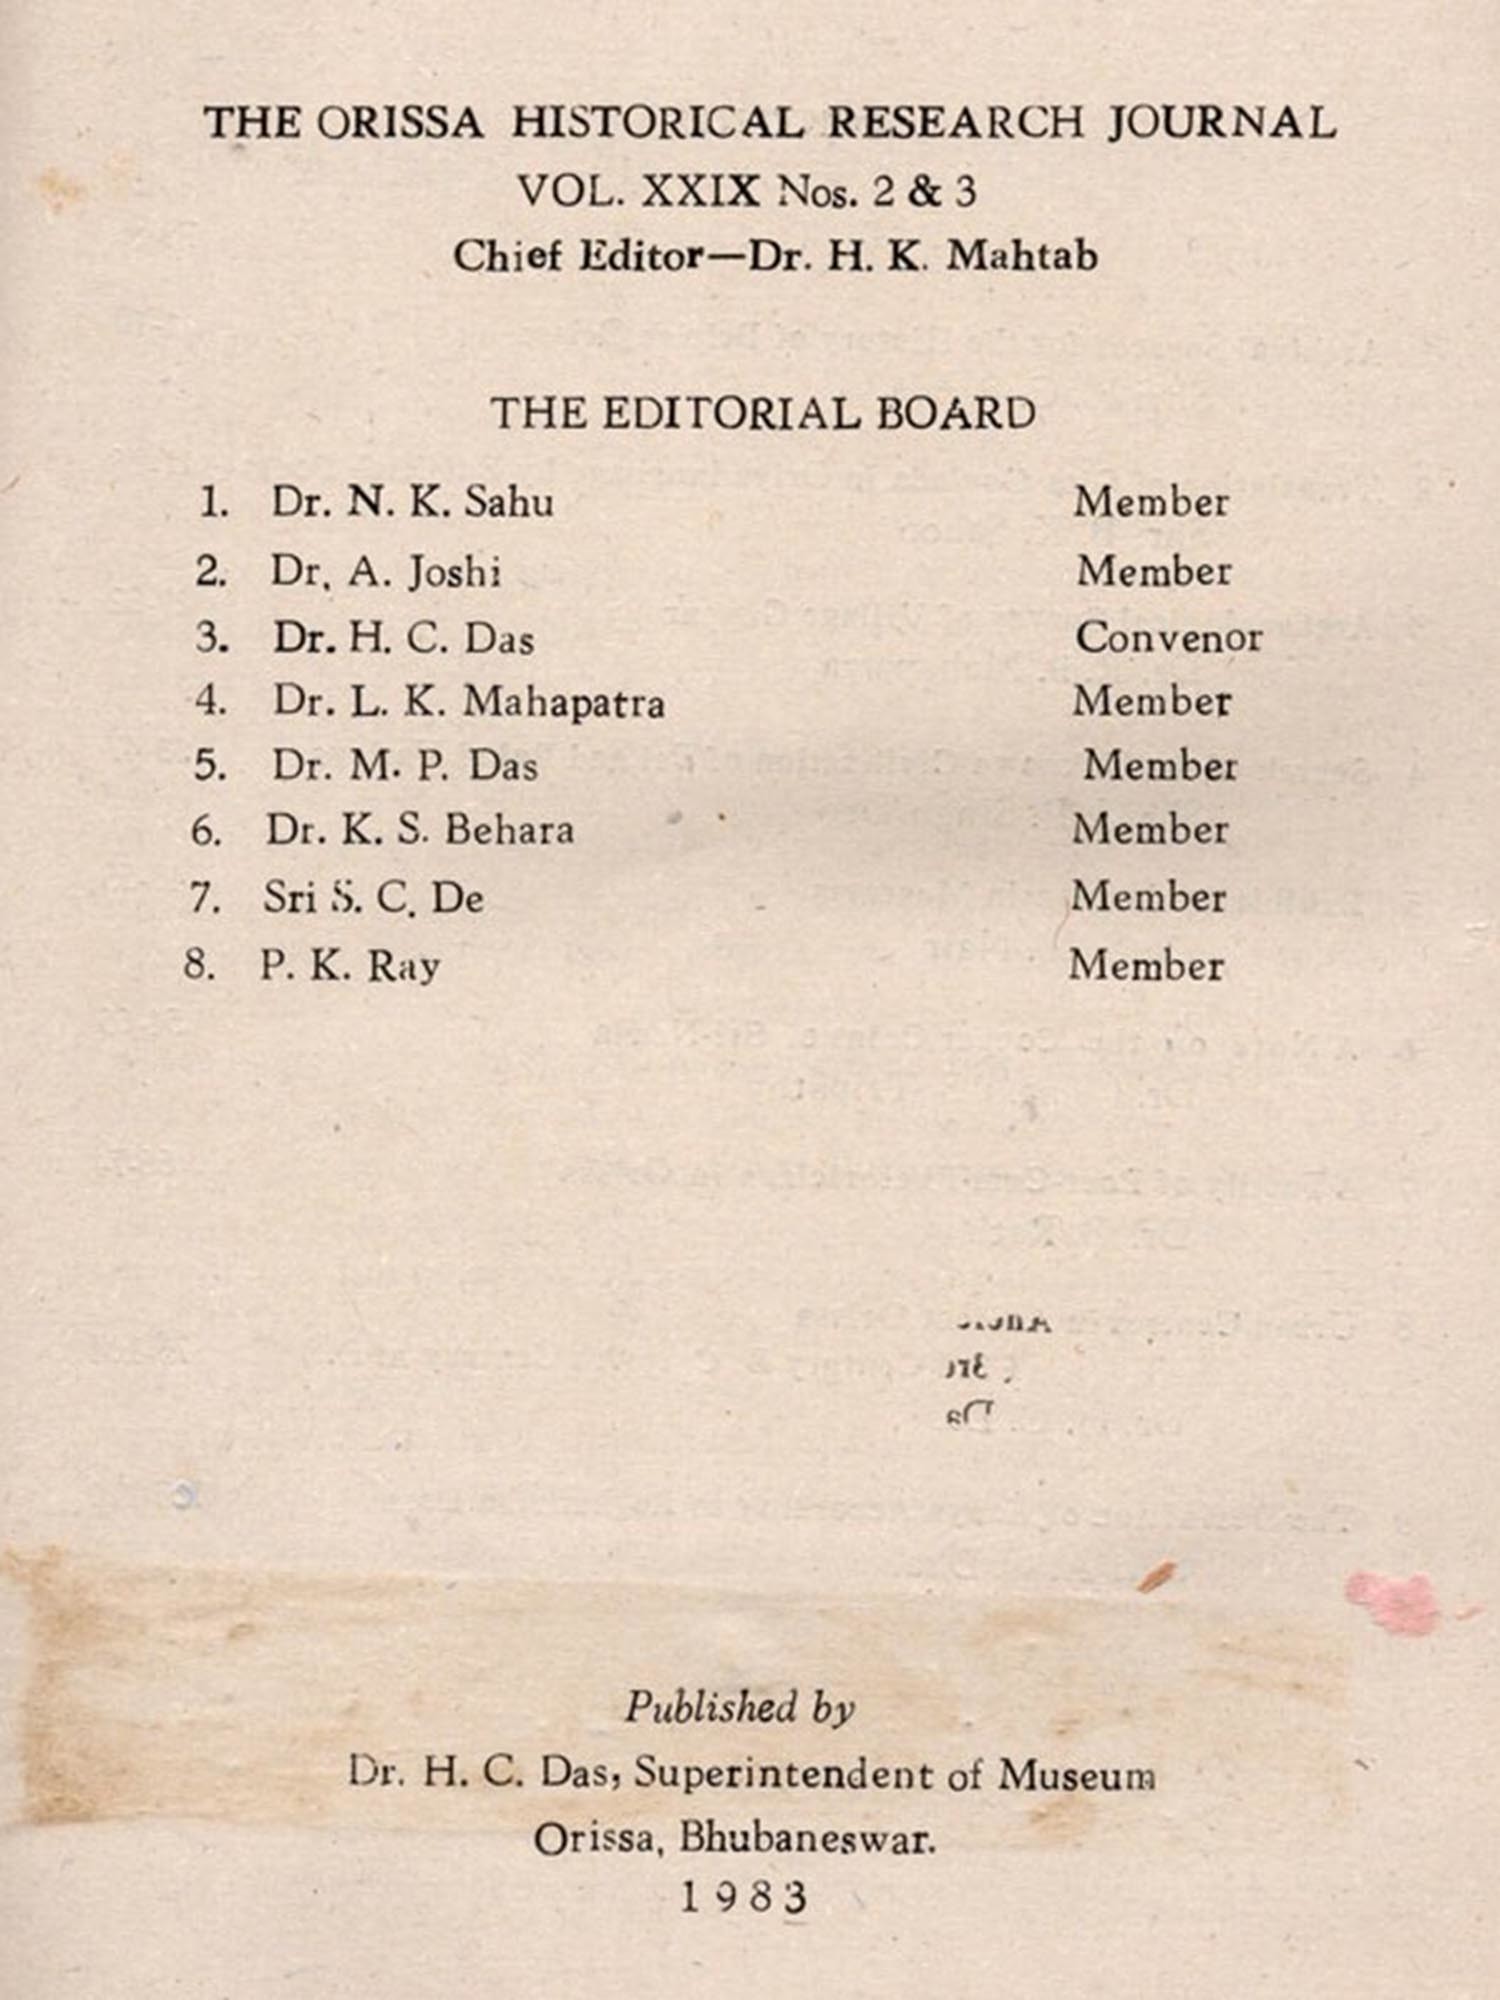 THE ORISSA HISTORICAL RESEARCH JOURNAL
VOL. XXIX Nos. 2 & 3
Chief Editor—Dr. H. K. Mahtab
THE EDITORIAL BOARD
1. Dr. N. K. Sahu Member
2. Dr, A. Joshi Member
3. Dr. H. C. Das Convenor
4. Dr. L. K. Mahapatra Member
5. Dr. M. P. Das Member
6. Dr. K. S. Behara Member
7. Sri S. C. De Member
8. P. K. Ray Member
Published by
Dr. H. C. Das, Superintendent of Museum
Orissa, Bhubaneswar.
1983